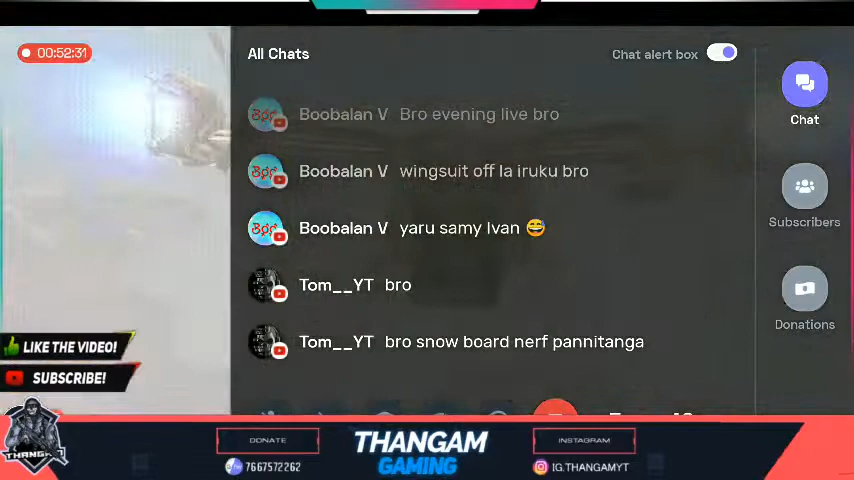 00:52:31
All Chats
Chat alert box
Boobalan V Bro evening live bro
Chat
Boobalan V wingsuit off la iruku bro
Subscribers
Boobalan V yaru samy Ivan 😅
Tom__YT bro
Donations
LIKE THE VIDEO!
Tom__YT bro snow board nerf pannitanga
SUBSCRIBE!
DONATE
THANGAM
GAMING
INSTAGRAM
7667572262
IG.THANGAMYT